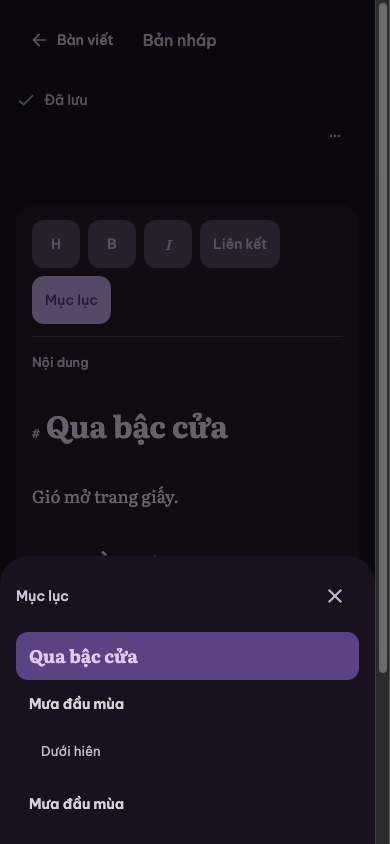 Bàn viết Bản nháp
Đã lưu
...
H B I Liên kết
Mục lục
Nội dung
# Qua bậc cửa
Gió mở trang giấy.
Mục lục
Qua bậc cửa
Mưa đầu mùa
Dưới hiên
Mưa đầu mùa